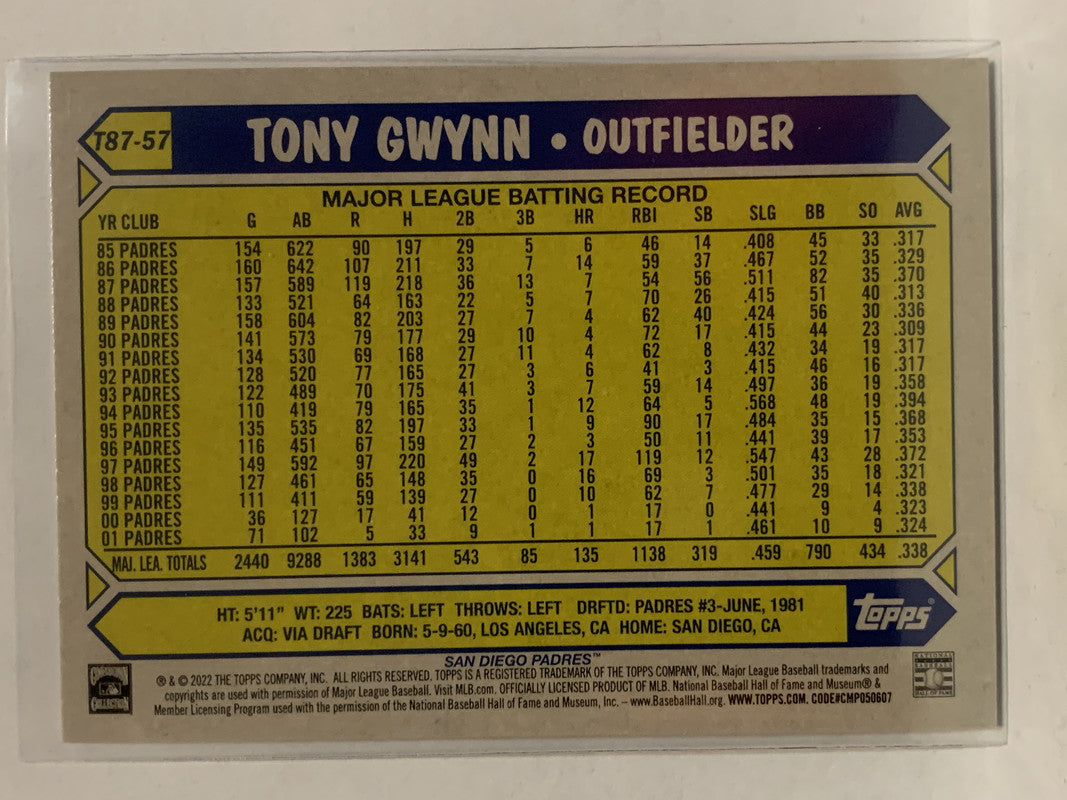 T87-57 TONY GWYNN • OUTFIELDER
MAJOR LEAGUE BATTING RECORD
YR CLUB G AB R H 2B 3B HR RBI SB SLG BB SO AVG
85 PADRES 154 622 90 197 29 5 6 46 14 .408 45 33 .317
86 PADRES 160 642 107 211 33 7 14 59 37 .467 52 35 .329
87 PADRES 157 589 119 218 36 13 7 54 56 .511 82 35 .370
88 PADRES 133 521 64 163 22 5 7 70 26 .415 51 40 .313
89 PADRES 158 604 82 203 27 7 4 62 40 .424 56 30 .336
90 PADRES 141 573 79 177 29 10 4 72 17 .415 44 23 .309
91 PADRES 134 530 69 168 27 11 4 62 8 .432 34 19 .317
92 PADRES 128 520 77 165 27 3 6 41 3 .415 46 16 .317
93 PADRES 122 489 70 175 41 3 7 59 14 .497 36 19 .358
94 PADRES 110 419 79 165 35 1 12 64 5 .568 48 19 .394
95 PADRES 135 535 82 197 33 1 9 90 17 .484 35 15 .368
96 PADRES 116 451 67 159 27 2 3 50 11 .441 39 17 .353
97 PADRES 149 592 97 220 49 2 17 119 12 .547 43 28 .372
98 PADRES 127 461 65 148 35 0 16 69 3 .501 35 18 .321
99 PADRES 111 411 59 139 27 0 10 62 7 .477 29 14 .338
00 PADRES 36 127 17 41 12 0 1 17 0 .441 9 4 .323
01 PADRES 71 102 5 33 9 1 1 17 1 .461 10 9 .324
MAJ. LEA. TOTALS 2440 9288 1383 3141 543 85 135 1138 319 .459 790 434 .338
HT: 5'11" WT: 225 BATS: LEFT THROWS: LEFT DRFTD: PADRES #3-JUNE, 1981
ACQ: VIA DRAFT BORN: 5-9-60, LOS ANGELES, CA HOME: SAN DIEGO, CA
topps®
SAN DIEGO PADRES™
® & © 2022 THE TOPPS COMPANY, INC. ALL RIGHTS RESERVED. TOPPS IS A REGISTERED TRADEMARK OF THE TOPPS COMPANY, INC. Major League Baseball trademarks and
copyrights are used with permission of Major League Baseball. Visit MLB.com. OFFICIALLY LICENSED PRODUCT OF MLB. National Baseball Hall of Fame and Museum® &
Member Licensing Program used with the permission of the National Baseball Hall of Fame and Museum, Inc. – www.BaseballHall.org. WWW.TOPPS.COM. CODE#CMP050607
COLLECTION
NATIONAL
HALL OF FAME